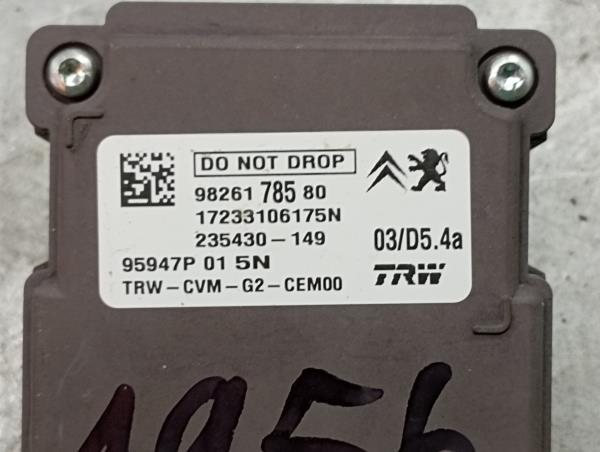 DO NOT DROP
98261 785 80
17233106175N
235430-149
03/D5.4a
95947P 01 5N
TRW
TRW-CVM-G2-CEM00